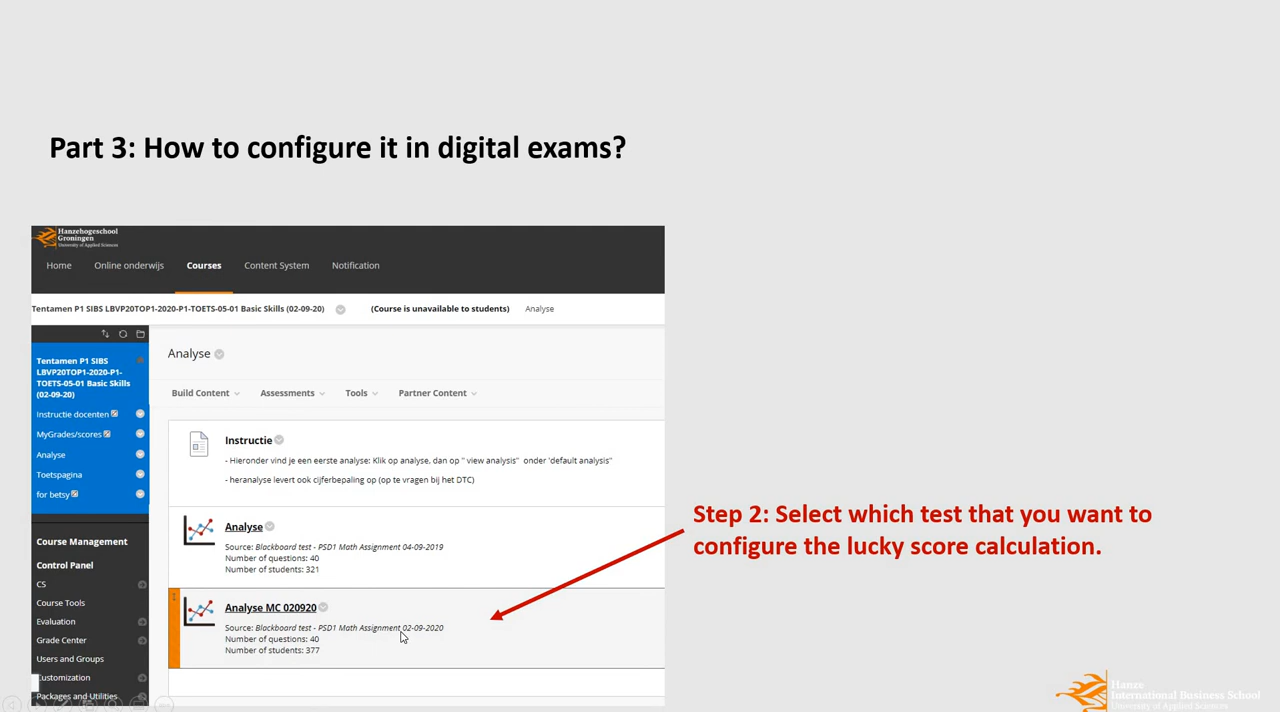 Part 3: How to configure it in digital exams?
Hanzehogeschool
Groningen
University of Applied Sciences
Home Online onderwijs Courses Content System Notification
Tentamen P1 SIBS LBVP20TOP1-2020-P1-TOETS-05-01 Basic Skills (02-09-20) (Course is unavailable to students) Analyse
Tentamen P1 SIBS
LBVP20TOP1-2020-P1-
TOETS-05-01 Basic Skills
(02-09-20)
Instructie docenten
MyGrades/scores
Analyse
Toetspagina
for betsy
Course Management
Control Panel
CS
Course Tools
Evaluation
Grade Center
Users and Groups
Customization
Packages and Utilities
Analyse
Build Content Assessments Tools Partner Content
Instructie
- Hieronder vind je een eerste analyse: Klik op analyse, dan op " view analysis" onder 'default analysis"
- heranalyse levert ook cijferbepaling op (op te vragen bij het DTC)
Analyse
Source: Blackboard test - PSD1 Math Assignment 04-09-2019
Number of questions: 40
Number of students: 321
Analyse MC 020920
Source: Blackboard test - PSD1 Math Assignment 02-09-2020
Number of questions: 40
Number of students: 377
Step 2: Select which test that you want to
configure the lucky score calculation.
Hanze
International Business School
University of Applied Sciences